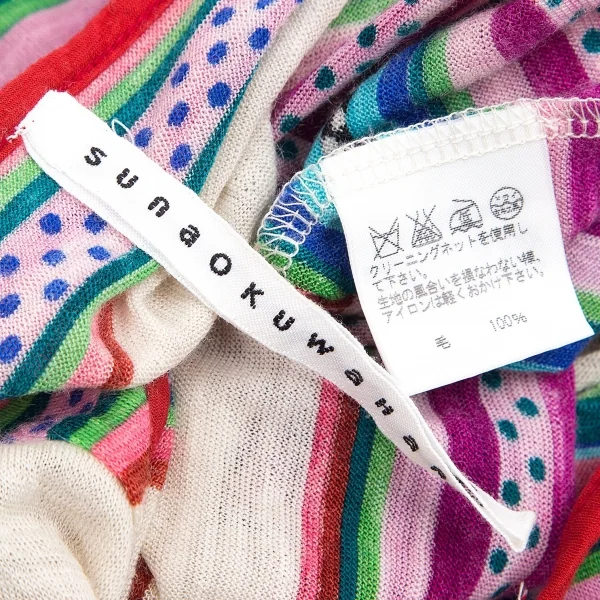 sunaOKUWaHa
クリーニングネットを使用し
て下さい。
生地の風合いを損なわない様、
アイロンは軽くおかけ下さい。
毛 100%